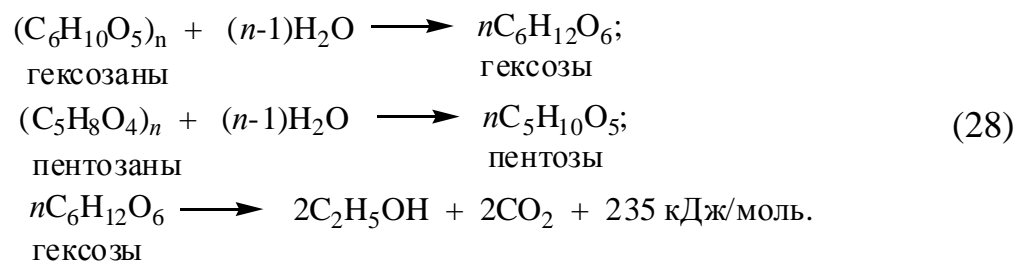 (C₆H₁₀O₅)ₙ + (n-1)H₂O ⟶ nC₆H₁₂O₆;
гексозаны гексозы
(C₅H₈O₄)ₙ + (n-1)H₂O ⟶ nC₅H₁₀O₅; (28)
пентозаны пентозы
nC₆H₁₂O₆ ⟶ 2C₂H₅OH + 2CO₂ + 235 кДж/моль.
гексозы